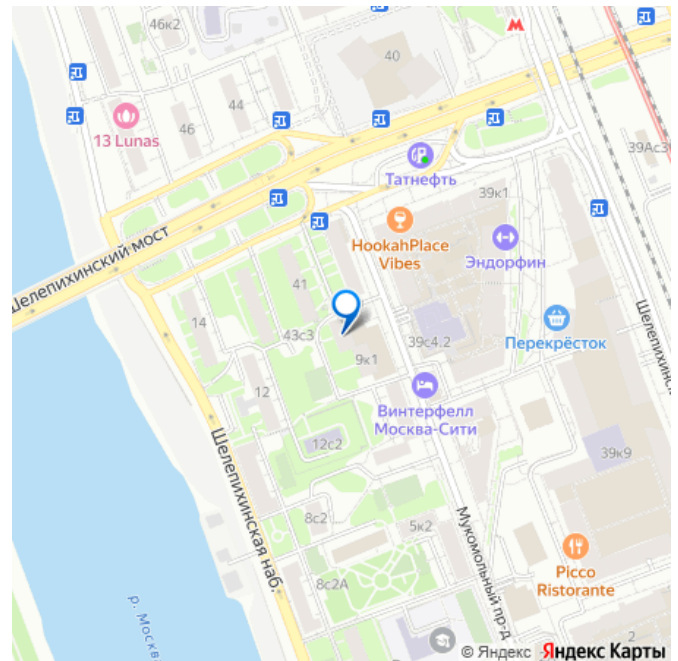 46к2
40
44
13 Lunas
46
39Ас39
Татнефть
39к1
HookahPlace
Vibes
Эндорфин
Шелепихинский мост
41
14
43с3
39с4.2
Перекрёсток
9к1
12
Винтерфелл
Москва-Сити
12с2
39к9
Шелепихинская наб.
8с2
5к2
Мукомольный пр-д
Picco
Ristorante
8с2А
р. Москва
2
© Яндекс Яндекс Карты